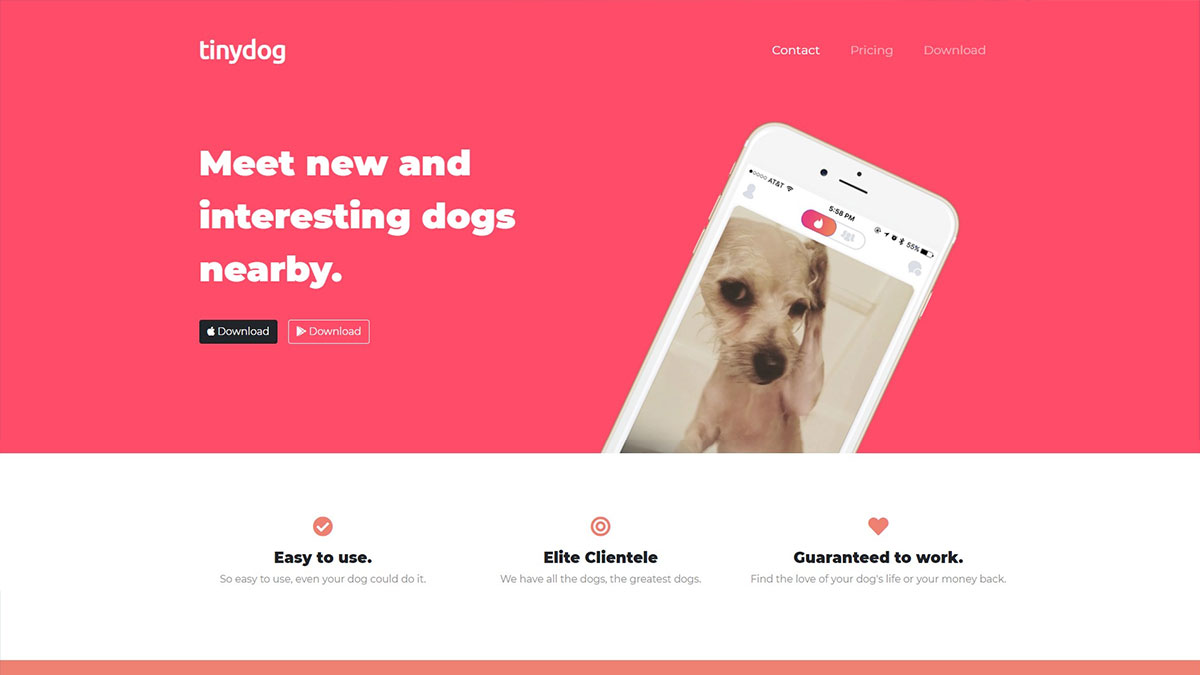 tinydog
Contact Pricing Download
Meet new and
interesting dogs
nearby.
Download Download
AT&T
5:58 PM
55%
Easy to use.
So easy to use, even your dog could do it.
Elite Clientele
We have all the dogs, the greatest dogs.
Guaranteed to work.
Find the love of your dog's life or your money back.